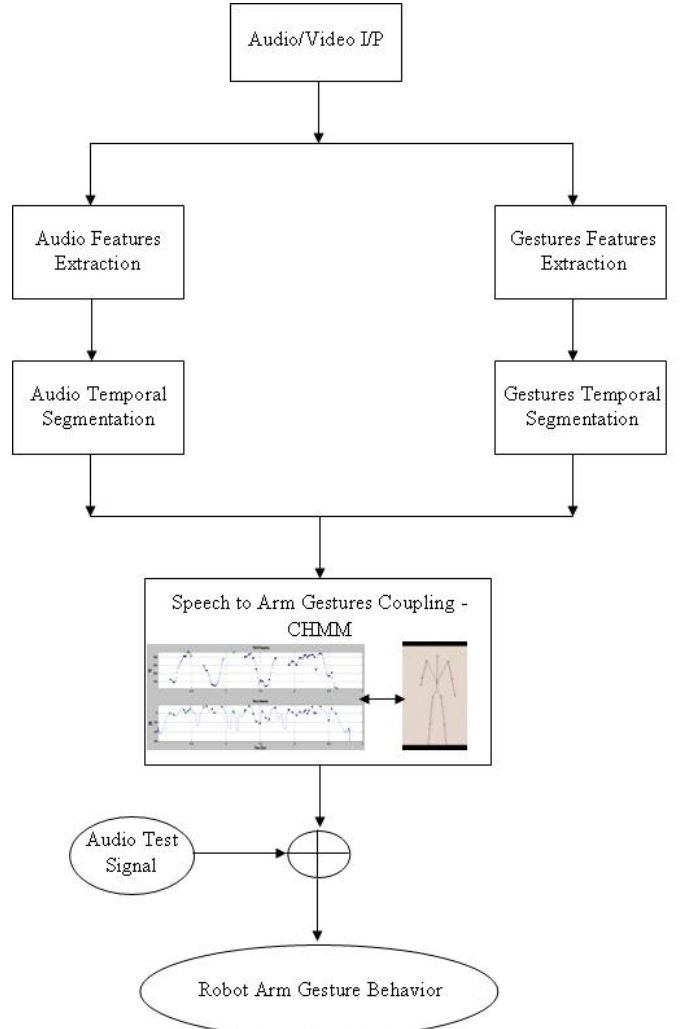 Audio/Video I/P
Audio Features
Extraction
Gestures Features
Extraction
Audio Temporal
Segmentation
Gestures Temporal
Segmentation
Speech to Arm Gestures Coupling -
CHMM
Audio Test
Signal
Robot Arm Gesture Behavior